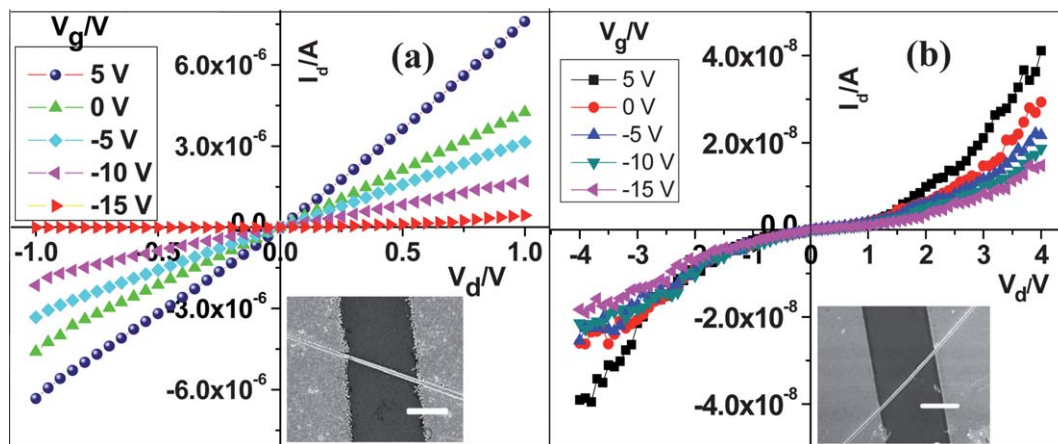 V_g/V
5 V
0 V
-5 V
-10 V
-15 V
I_d/A
(a)
6.0x10^-6
3.0x10^-6
0.0
-3.0x10^-6
-6.0x10^-6
-1.0
-0.5
0.0
0.5
1.0
V_d/V
V_g/V
5 V
0 V
-5 V
-10 V
-15 V
I_d/A
(b)
4.0x10^-8
2.0x10^-8
0.0
-2.0x10^-8
-4.0x10^-8
-4
-3
-2
-1
0
1
2
3
4
V_d/V